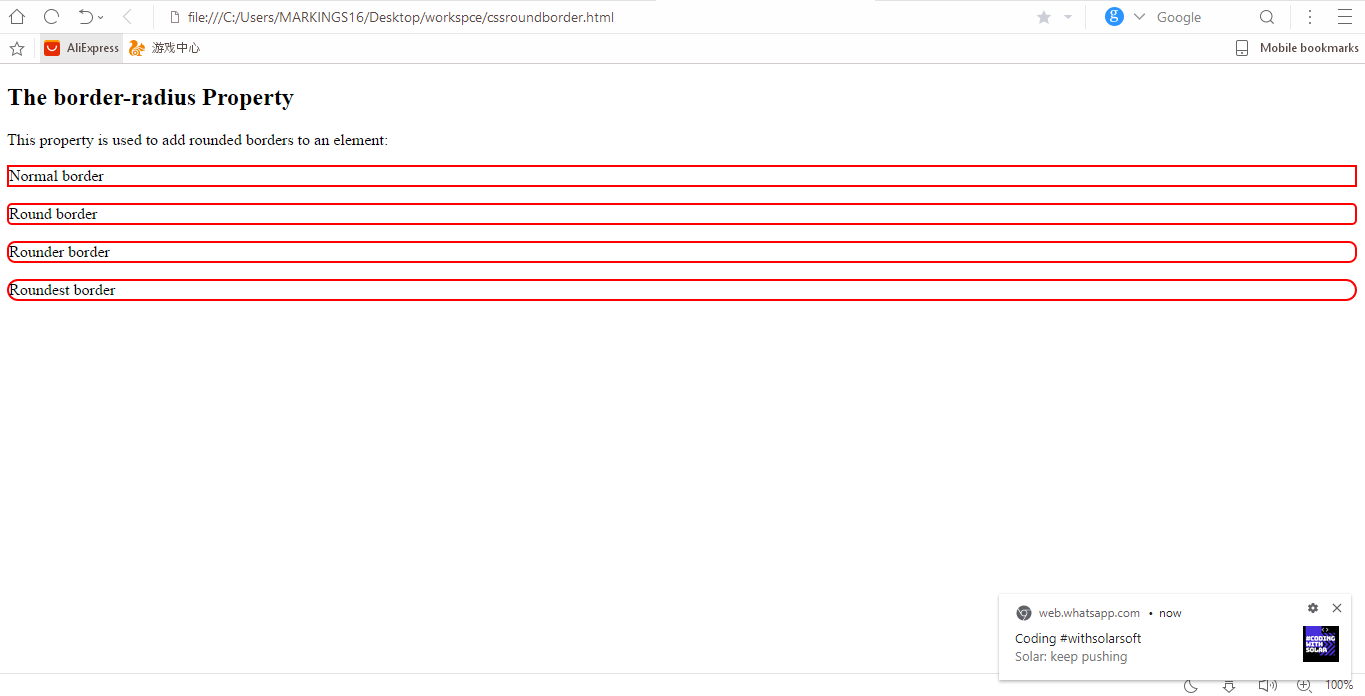 file:///C:/Users/MARKINGS16/Desktop/workspce/cssroundborder.html
g Google
AliExpress 游戏中心 Mobile bookmarks
The border-radius Property
This property is used to add rounded borders to an element:
Normal border
Round border
Rounder border
Roundest border
web.whatsapp.com • now
Coding #withsolarsoft
Solar: keep pushing
#CODING
WITH
SOLAR
100%